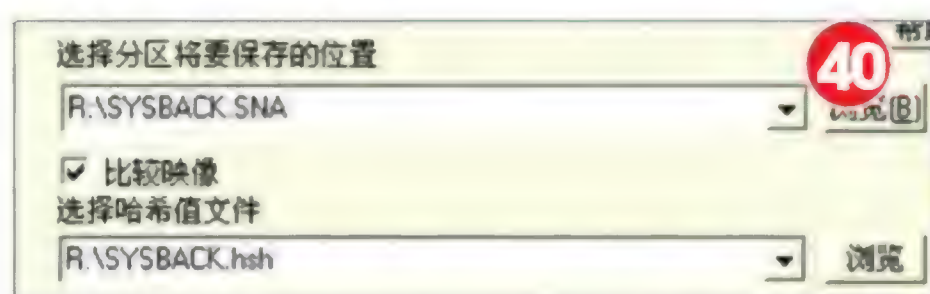 选择分区将要保存的位置
40
R:\SYSBACK.SNA
浏览(B)
比较映像
选择哈希值文件
R:\SYSBACK.hsh
浏览